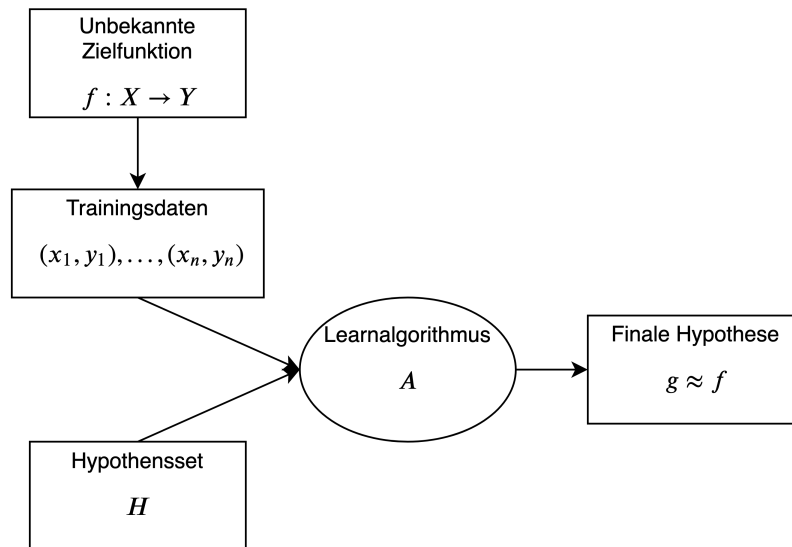 Unbekannte
Zielfunktion
f : X → Y
Trainingsdaten
(x₁, y₁), . . . , (xₙ, yₙ)
Learnalgorithmus
A
Finale Hypothese
g ≈ f
Hypothensset
H